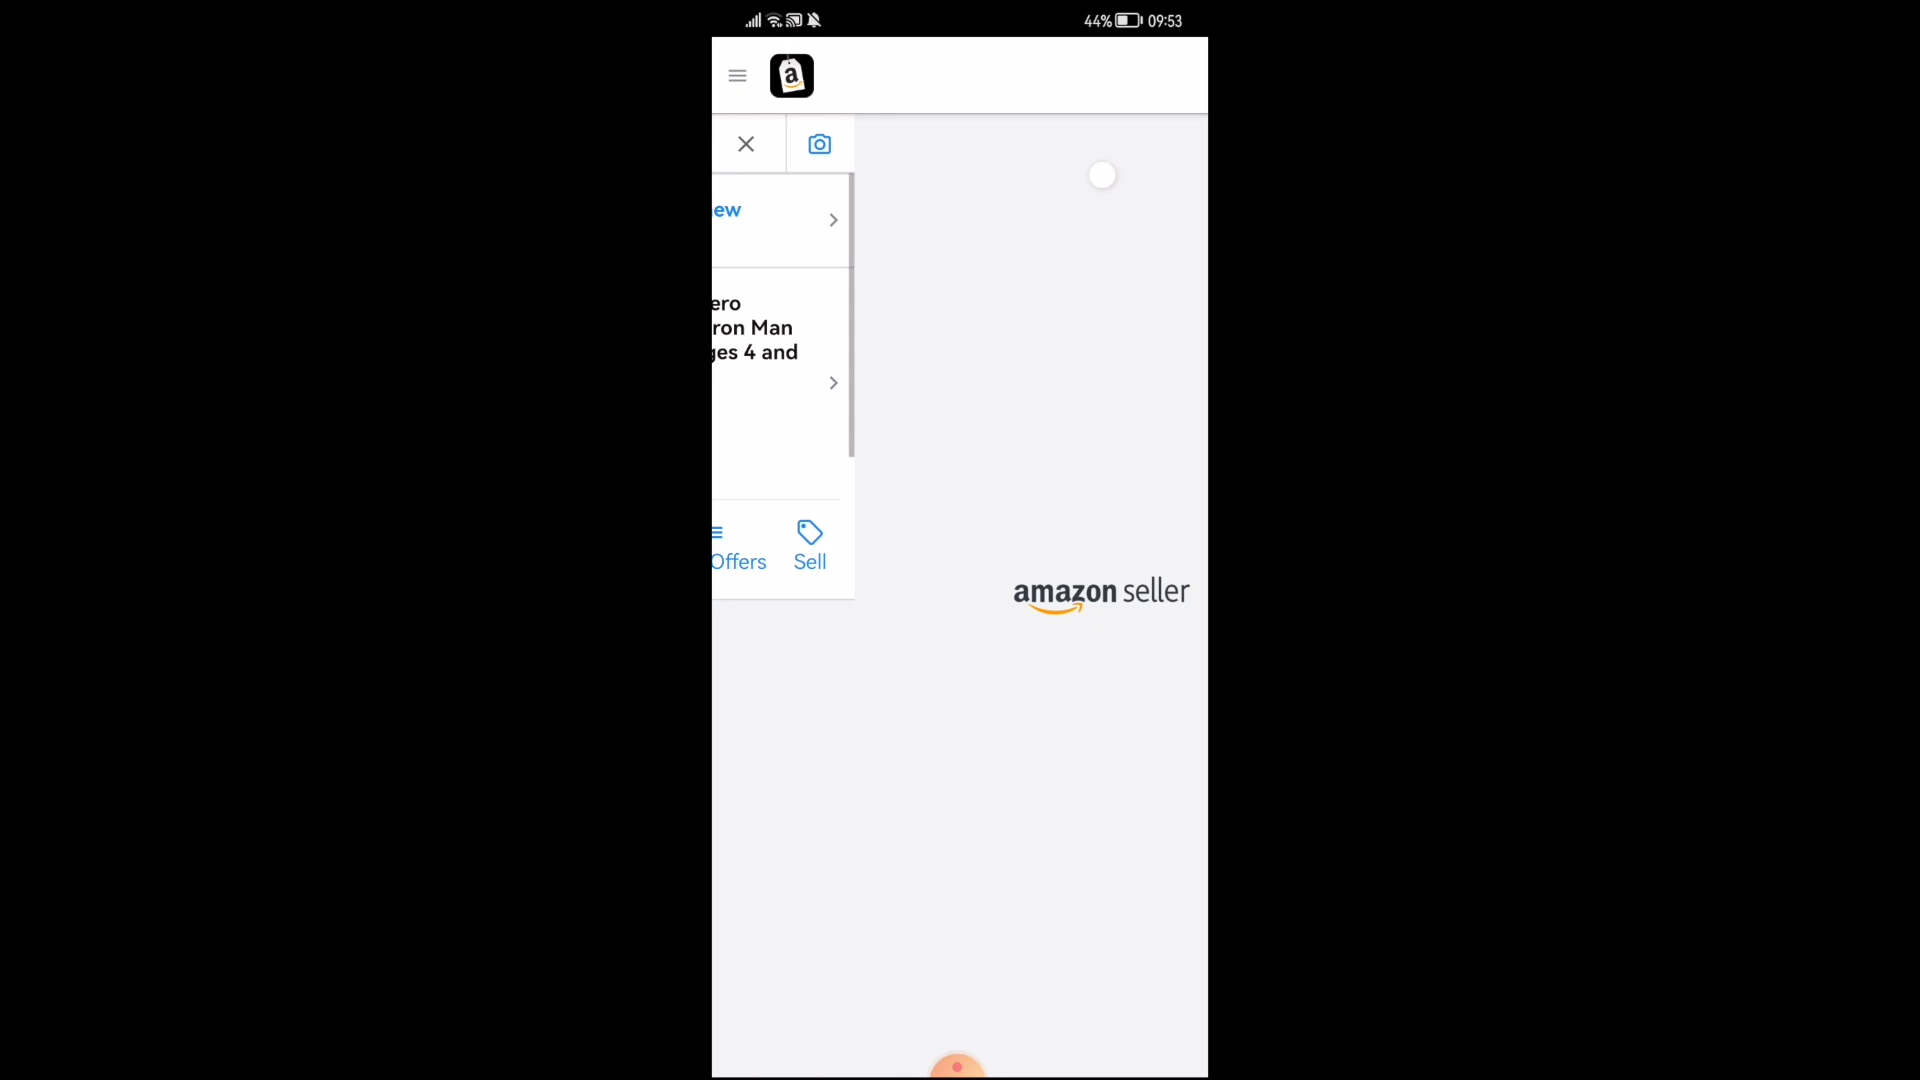 44% 09:53
a
ew
ero
ron Man
ges 4 and
Offers
Sell
amazon seller